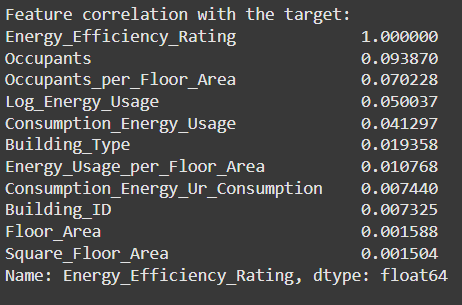 Feature correlation with the target:
Energy_Efficiency_Rating 1.000000
Occupants 0.093870
Occupants_per_Floor_Area 0.070228
Log_Energy_Usage 0.050037
Consumption_Energy_Usage 0.041297
Building_Type 0.019358
Energy_Usage_per_Floor_Area 0.010768
Consumption_Energy_Ur_Consumption 0.007440
Building_ID 0.007325
Floor_Area 0.001588
Square_Floor_Area 0.001504
Name: Energy_Efficiency_Rating, dtype: float64